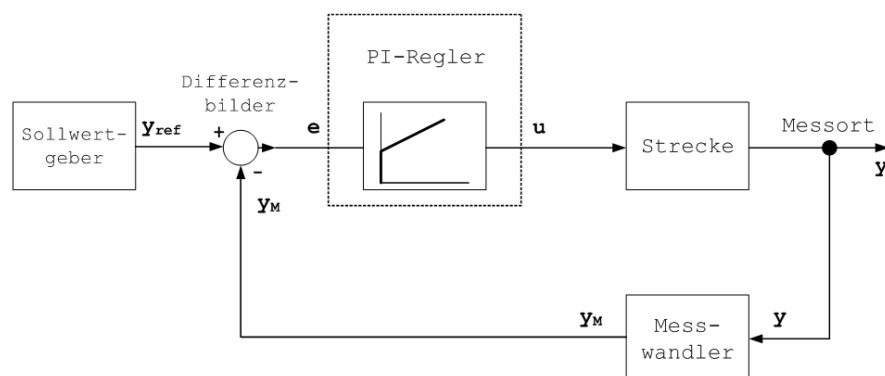 PI-Regler
Differenz-
bilder
Sollwert-
geber
yref
+
-
e
u
Strecke
Messort
y
yM
yM
Mess-
wandler
y